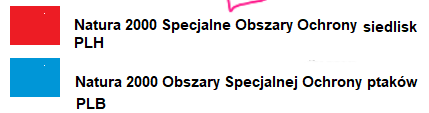 Natura 2000 Specjalne Obszary Ochrony siedlisk
PLH
Natura 2000 Obszary Specjalnej Ochrony ptaków
PLB